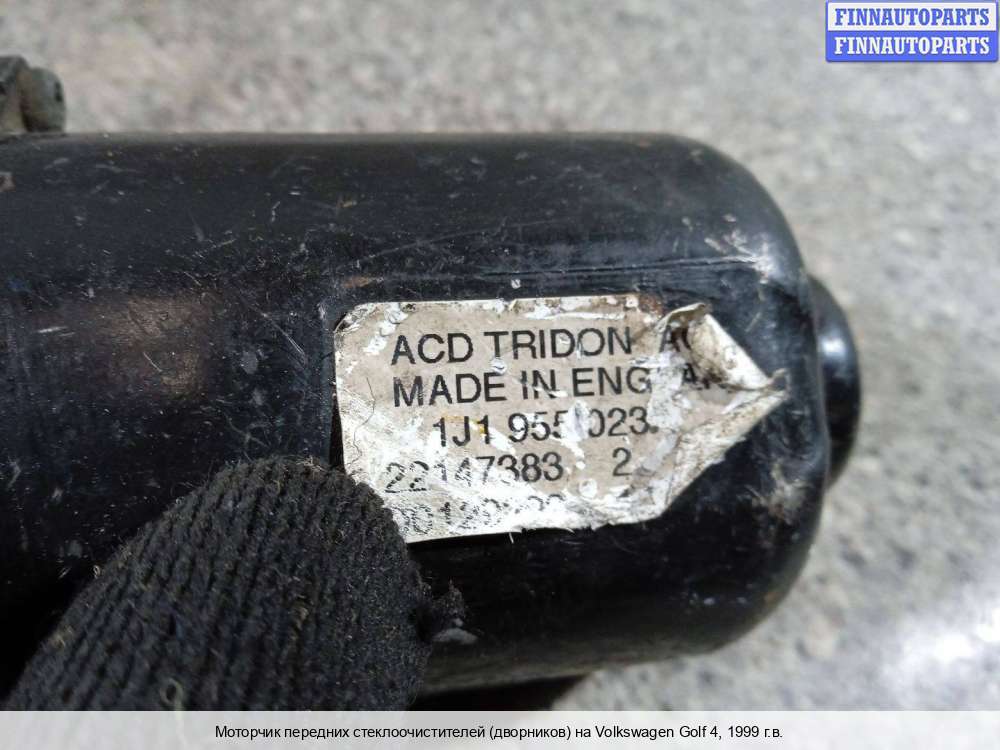 FINNAUTOPARTS
FINNAUTOPARTS
ACD TRIDON
MADE IN
1J1 955 023
22147383 2
Моторчик передних стеклоочистителей (дворников) на Volkswagen Golf 4, 1999 г.в.